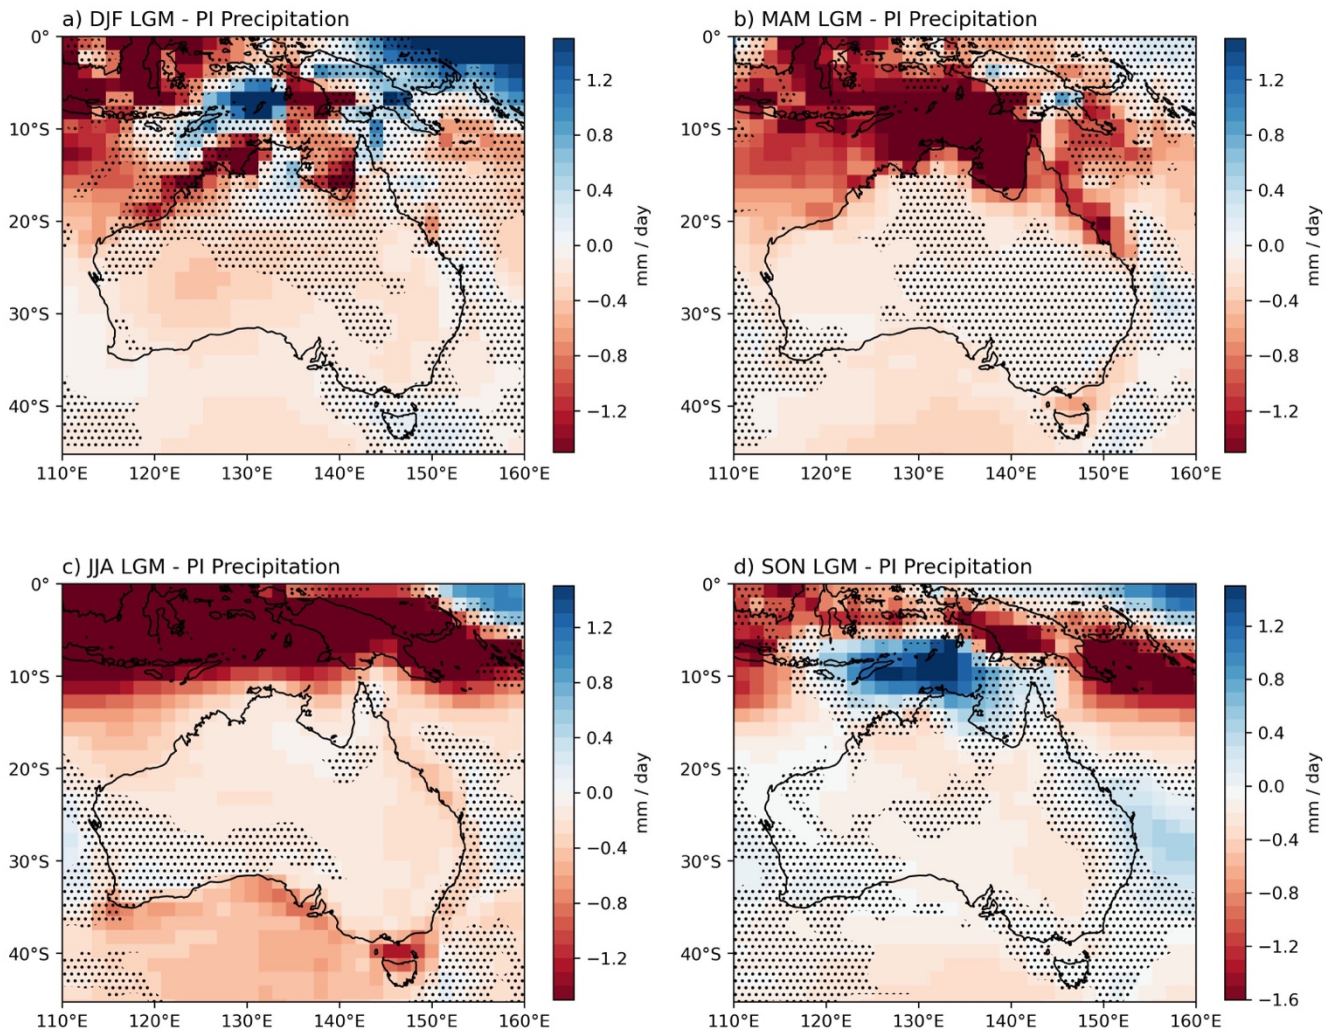 a) DJF LGM - PI Precipitation
0°
10°S
20°S
30°S
40°S
110°E 120°E 130°E 140°E 150°E 160°E
1.2
0.8
0.4
0.0
−0.4
−0.8
−1.2
mm / day
b) MAM LGM - PI Precipitation
0°
10°S
20°S
30°S
40°S
110°E 120°E 130°E 140°E 150°E 160°E
1.2
0.8
0.4
0.0
−0.4
−0.8
−1.2
mm / day
c) JJA LGM - PI Precipitation
0°
10°S
20°S
30°S
40°S
110°E 120°E 130°E 140°E 150°E 160°E
1.2
0.8
0.4
0.0
−0.4
−0.8
−1.2
mm / day
d) SON LGM - PI Precipitation
0°
10°S
20°S
30°S
40°S
110°E 120°E 130°E 140°E 150°E 160°E
1.2
0.8
0.4
0.0
−0.4
−0.8
−1.2
−1.6
mm / day